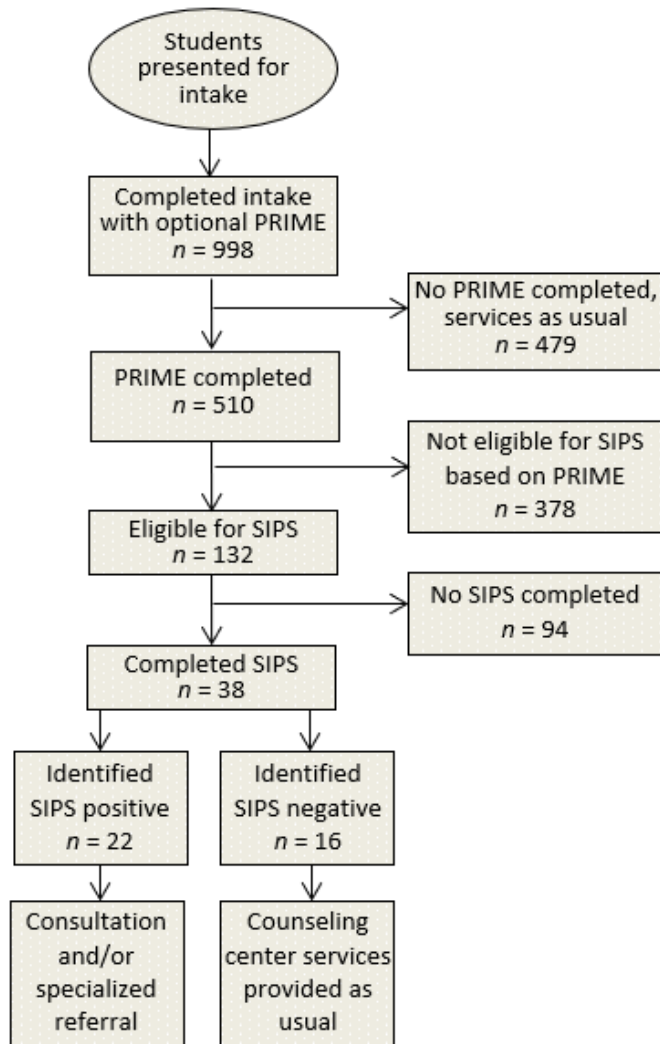 Students
presented for
intake
Completed intake
with optional PRIME
n = 998
No PRIME completed,
services as usual
n = 479
PRIME completed
n = 510
Not eligible for SIPS
based on PRIME
n = 378
Eligible for SIPS
n = 132
No SIPS completed
n = 94
Completed SIPS
n = 38
Identified
SIPS positive
n = 22
Identified
SIPS negative
n = 16
Consultation
and/or
specialized
referral
Counseling
center services
provided as
usual